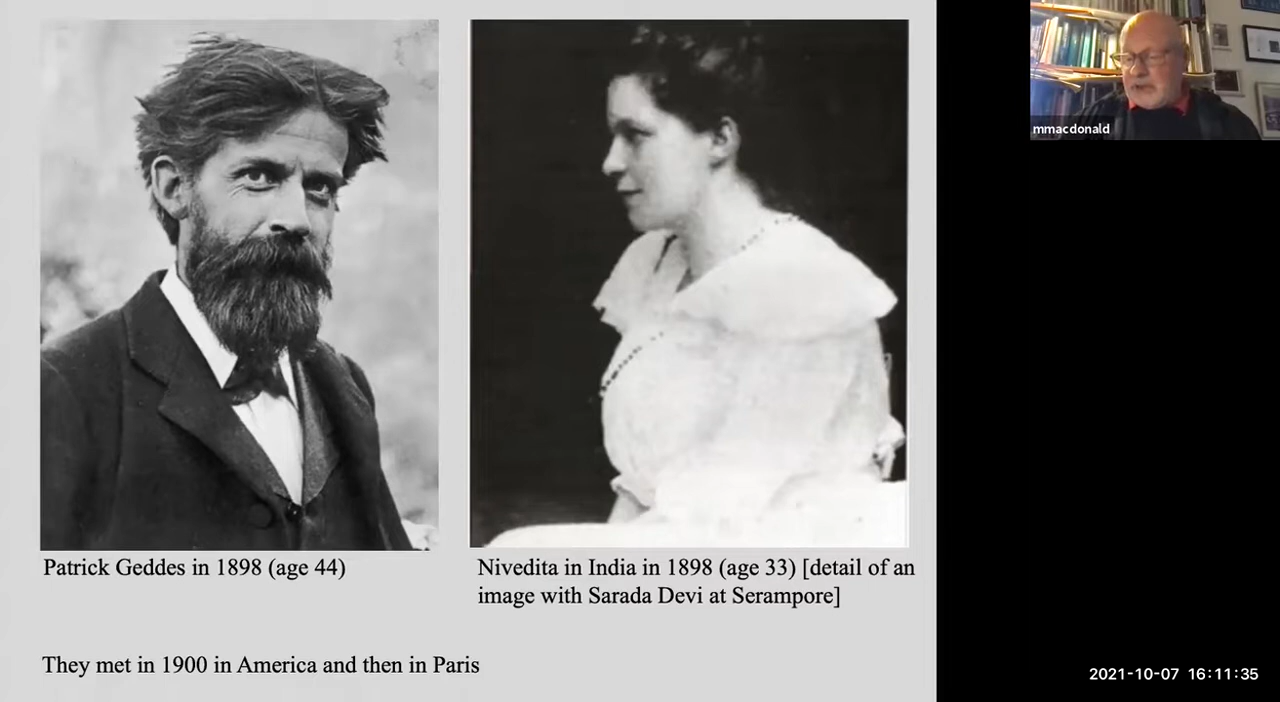 mmacdonald
Patrick Geddes in 1898 (age 44)
Nivedita in India in 1898 (age 33) [detail of an
image with Sarada Devi at Serampore]
They met in 1900 in America and then in Paris
2021-10-07 16:11:35